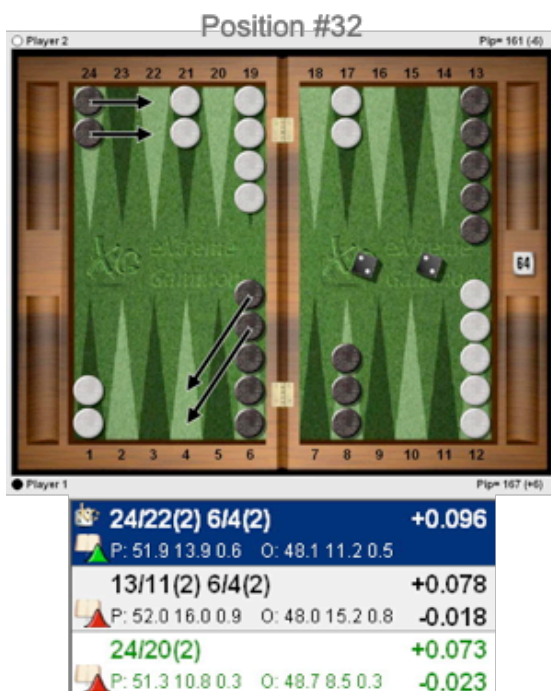 Position #32
Player 2 Pip= 161 (-6)
24 23 22 21 20 19 18 17 16 15 14 13
eXtreme eXtreme
Gammon Gammon
64
1 2 3 4 5 6 7 8 9 10 11 12
Player 1 Pip= 167 (+6)
24/22(2) 6/4(2) +0.096
P: 51.9 13.9 0.6 O: 48.1 11.2 0.5
13/11(2) 6/4(2) +0.078
P: 52.0 16.0 0.9 O: 48.0 15.2 0.8 -0.018
24/20(2) +0.073
P: 51.3 10.8 0.3 O: 48.7 8.5 0.3 -0.023